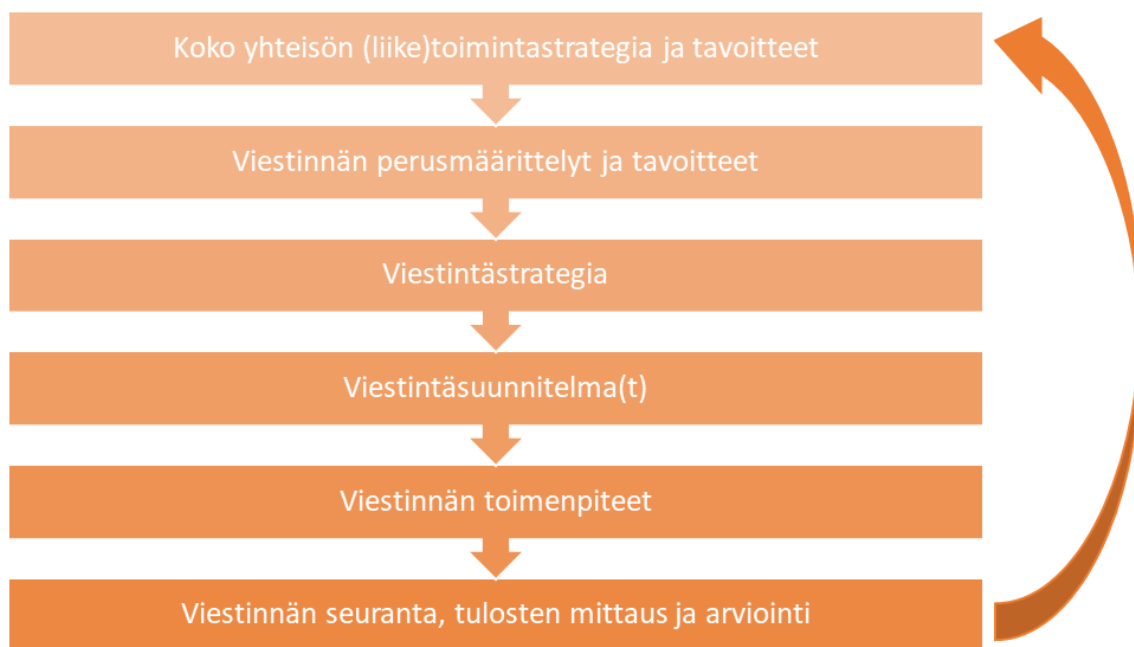 Koko yhteisön (liike)toimintastrategia ja tavoitteet
Viestinnän perusmäärittelyt ja tavoitteet
Viestintästrategia
Viestintäsuunnitelma(t)
Viestinnän toimenpiteet
Viestinnän seuranta, tulosten mittaus ja arviointi